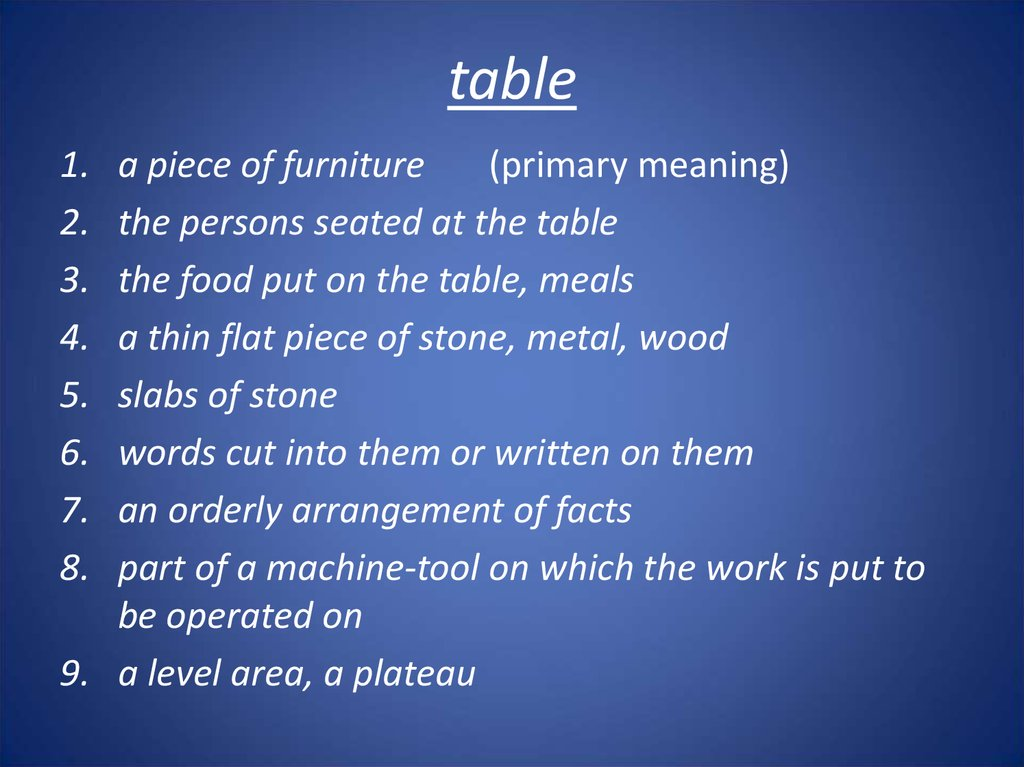 table
1. a piece of furniture (primary meaning)
2. the persons seated at the table
3. the food put on the table, meals
4. a thin flat piece of stone, metal, wood
5. slabs of stone
6. words cut into them or written on them
7. an orderly arrangement of facts
8. part of a machine-tool on which the work is put to
be operated on
9. a level area, a plateau